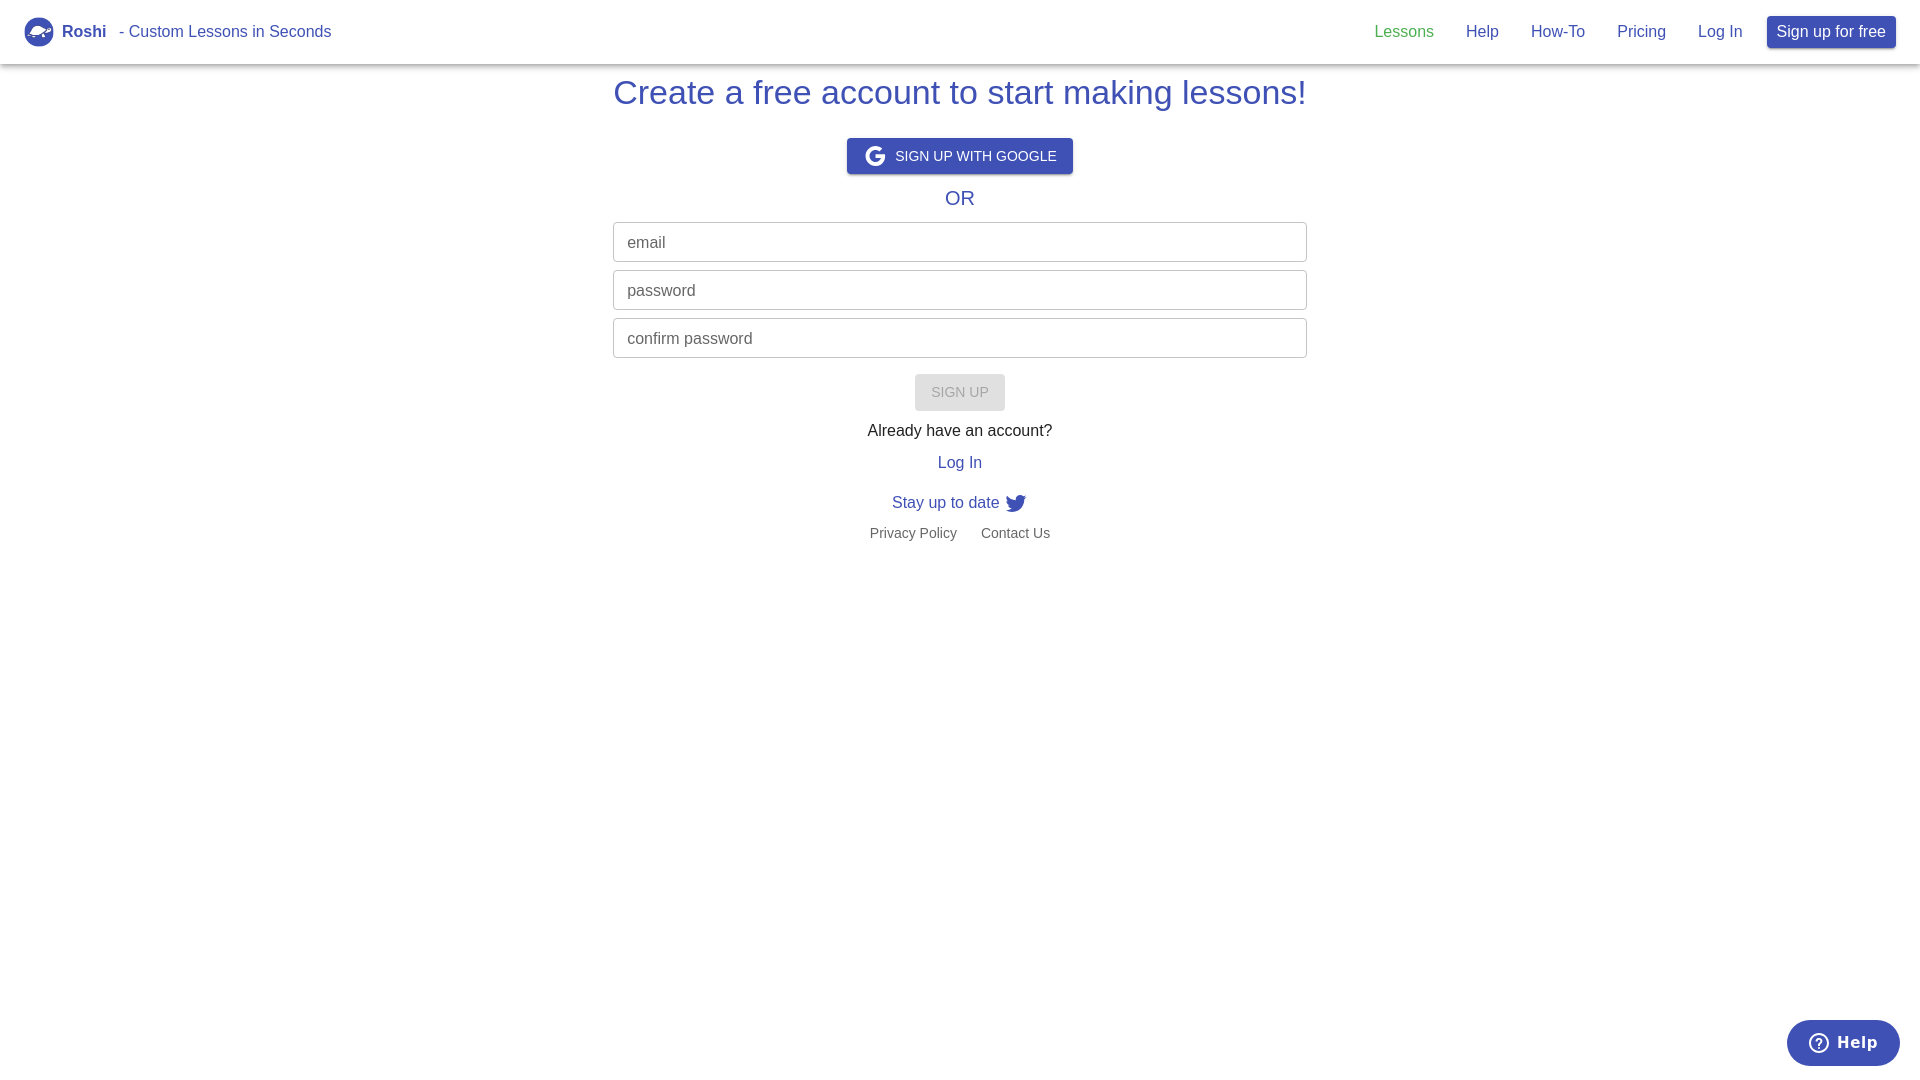 Roshi - Custom Lessons in Seconds
Lessons Help How-To Pricing Log In Sign up for free
Create a free account to start making lessons!
SIGN UP WITH GOOGLE
OR
email
password
confirm password
SIGN UP
Already have an account?
Log In
Stay up to date
Privacy Policy Contact Us
Help